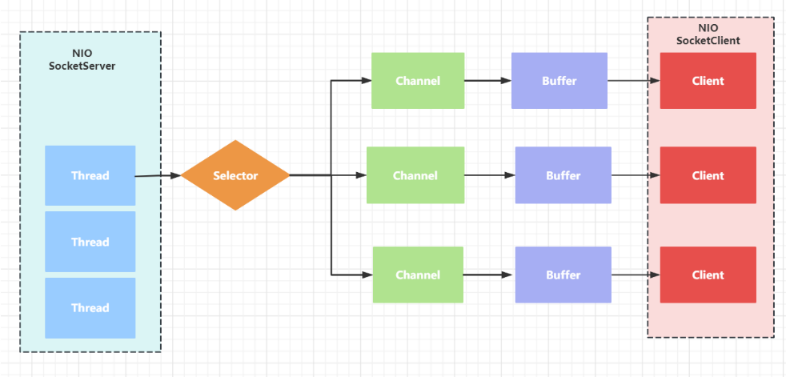 NIO
SocketServer
NIO
SocketClient
Channel
Buffer
Client
Thread
Selector
Channel
Buffer
Client
Thread
Thread
Channel
Buffer
Client